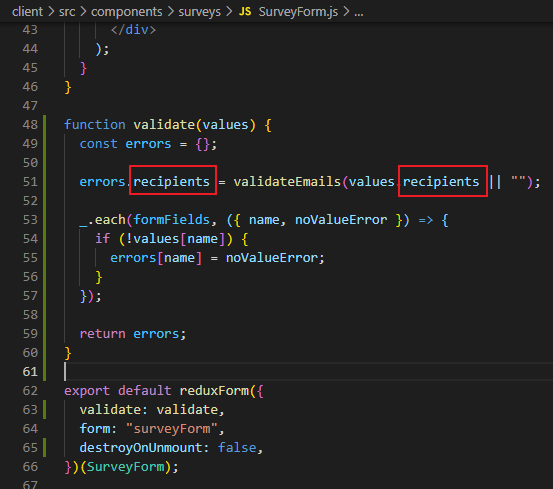 client > src > components > surveys > JS SurveyForm.js > ...
43 </div>
44 );
45 }
46 }
47
48 function validate(values) {
49 const errors = {};
50
51 errors.recipients = validateEmails(values.recipients || "");
52
53 _.each(formFields, ({ name, noValueError }) => {
54 if (!values[name]) {
55 errors[name] = noValueError;
56 }
57 });
58
59 return errors;
60 }
61
62 export default reduxForm({
63 validate: validate,
64 form: "surveyForm",
65 destroyOnUnmount: false,
66 })(SurveyForm);
67